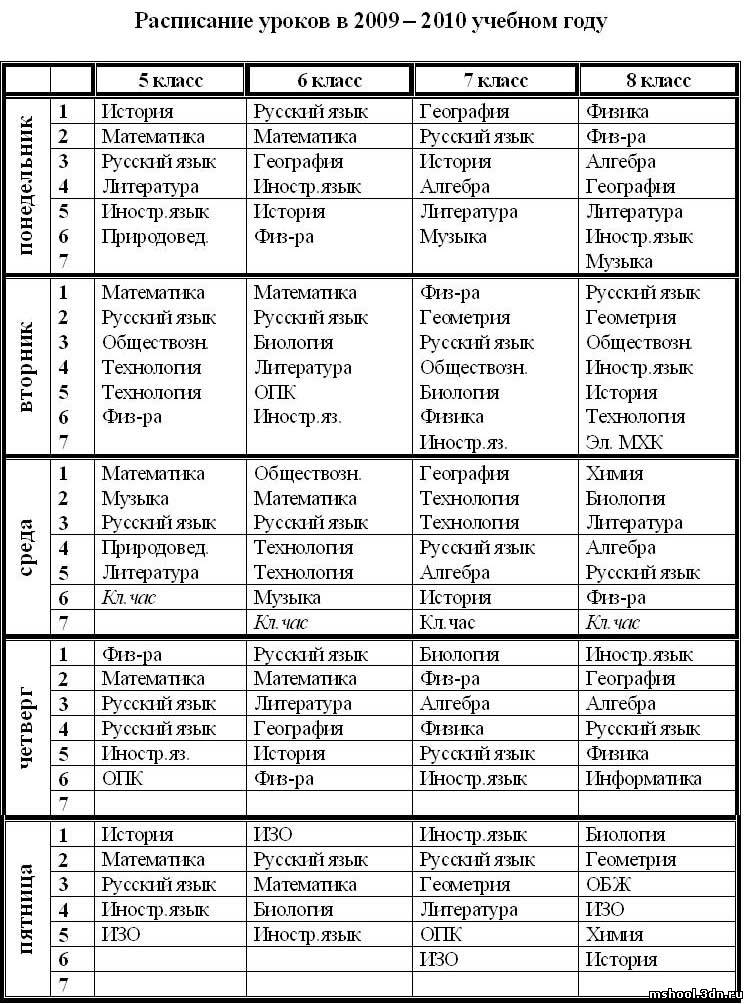 Расписание уроков в 2009 – 2010 учебном году
5 класс 6 класс 7 класс 8 класс
понедельник
1 История Русский язык География Физика
2 Математика Математика Русский язык Физ-ра
3 Русский язык География История Алгебра
4 Литература Иностр.язык Алгебра География
5 Иностр.язык История Литература Литература
6 Природовед. Физ-ра Музыка Иностр.язык
7 Музыка
вторник
1 Математика Математика Физ-ра Русский язык
2 Русский язык Русский язык Геометрия Геометрия
3 Обществозн. Биология Русский язык Обществозн.
4 Технология Литература Обществозн. Иностр.язык
5 Технология ОПК Биология История
6 Физ-ра Иностр.яз. Физика Технология
7 Иностр.яз. Эл. МХК
среда
1 Математика Обществозн. География Химия
2 Музыка Математика Технология Биология
3 Русский язык Русский язык Технология Литература
4 Природовед. Технология Русский язык Алгебра
5 Литература Технология Алгебра Русский язык
6 Кл.час Музыка История Физ-ра
7 Кл.час Кл.час Кл.час
четверг
1 Физ-ра Русский язык Биология Иностр.язык
2 Математика Математика Физ-ра География
3 Русский язык Литература Алгебра Алгебра
4 Русский язык География Физика Русский язык
5 Иностр.яз. История Русский язык Физика
6 ОПК Физ-ра Иностр.язык Информатика
7
пятница
1 История ИЗО Иностр.язык Биология
2 Математика Русский язык Русский язык Геометрия
3 Русский язык Математика Геометрия ОБЖ
4 Иностр.язык Биология Литература ИЗО
5 ИЗО Иностр.язык ОПК Химия
6 ИЗО История
7
mshool.3dn.ru